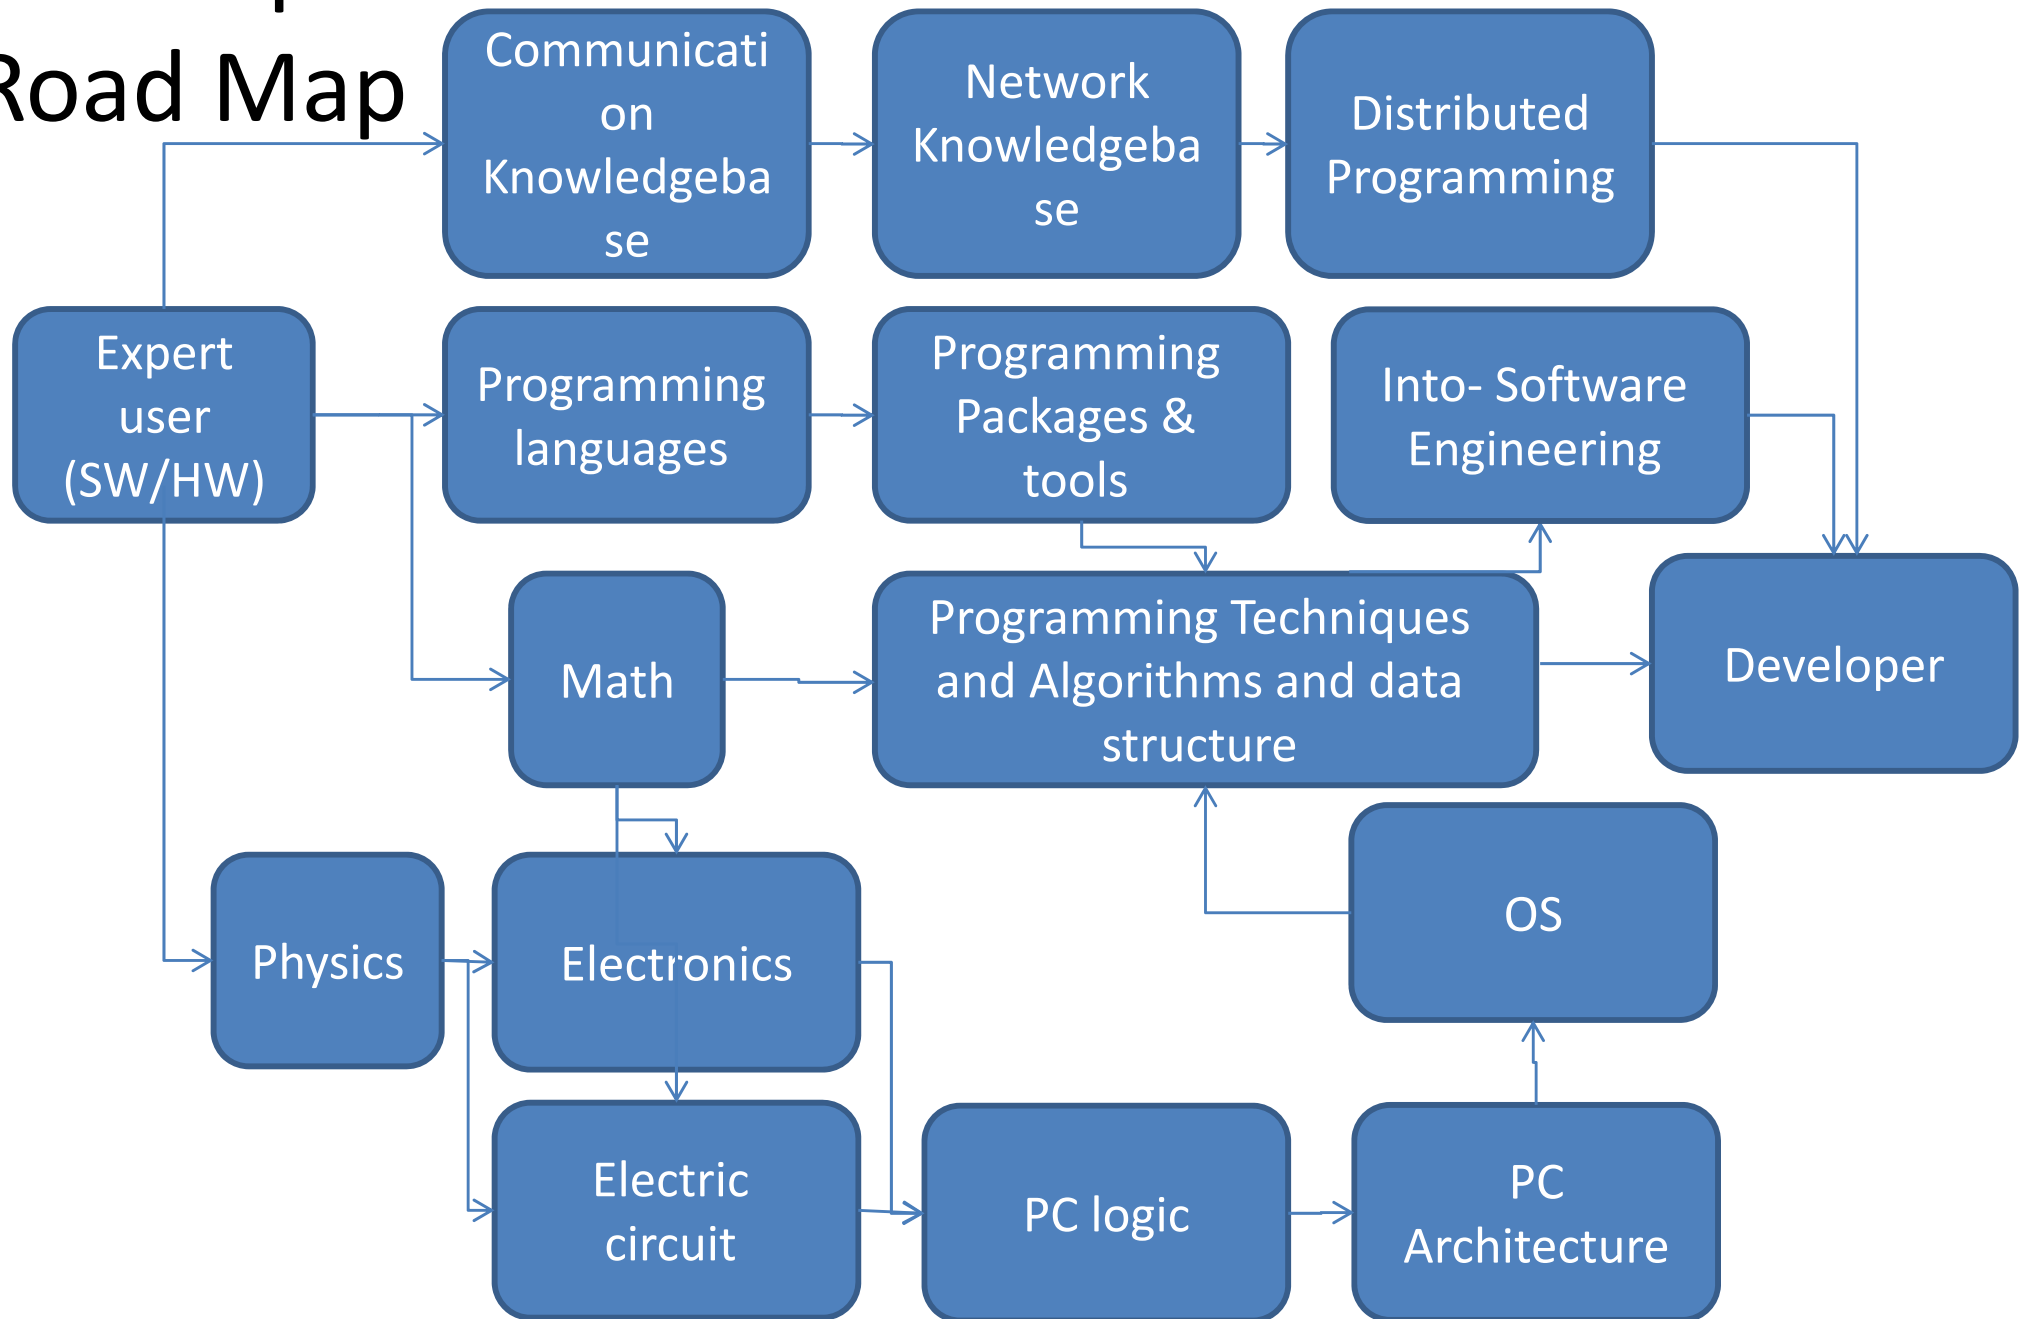 Road Map
Communicati
on
Knowledgeba
se
Network
Knowledgeba
se
Distributed
Programming
Expert
user
(SW/HW)
Programming
languages
Programming
Packages &
tools
Into- Software
Engineering
Math
Programming Techniques
and Algorithms and data
structure
Developer
Physics
Electronics
OS
Electric
circuit
PC logic
PC
Architecture